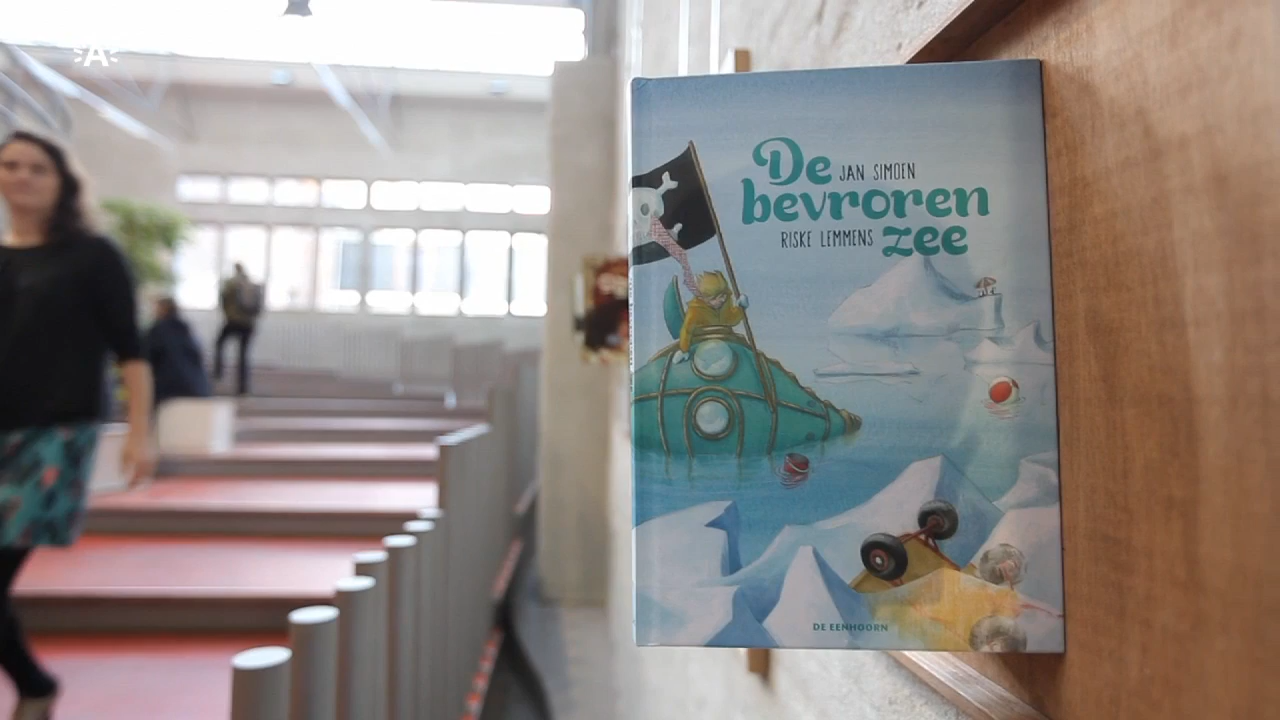 A
De
JAN SIMOEN
bevroren
RISKE LEMMENS
zee
DE EENHOORN